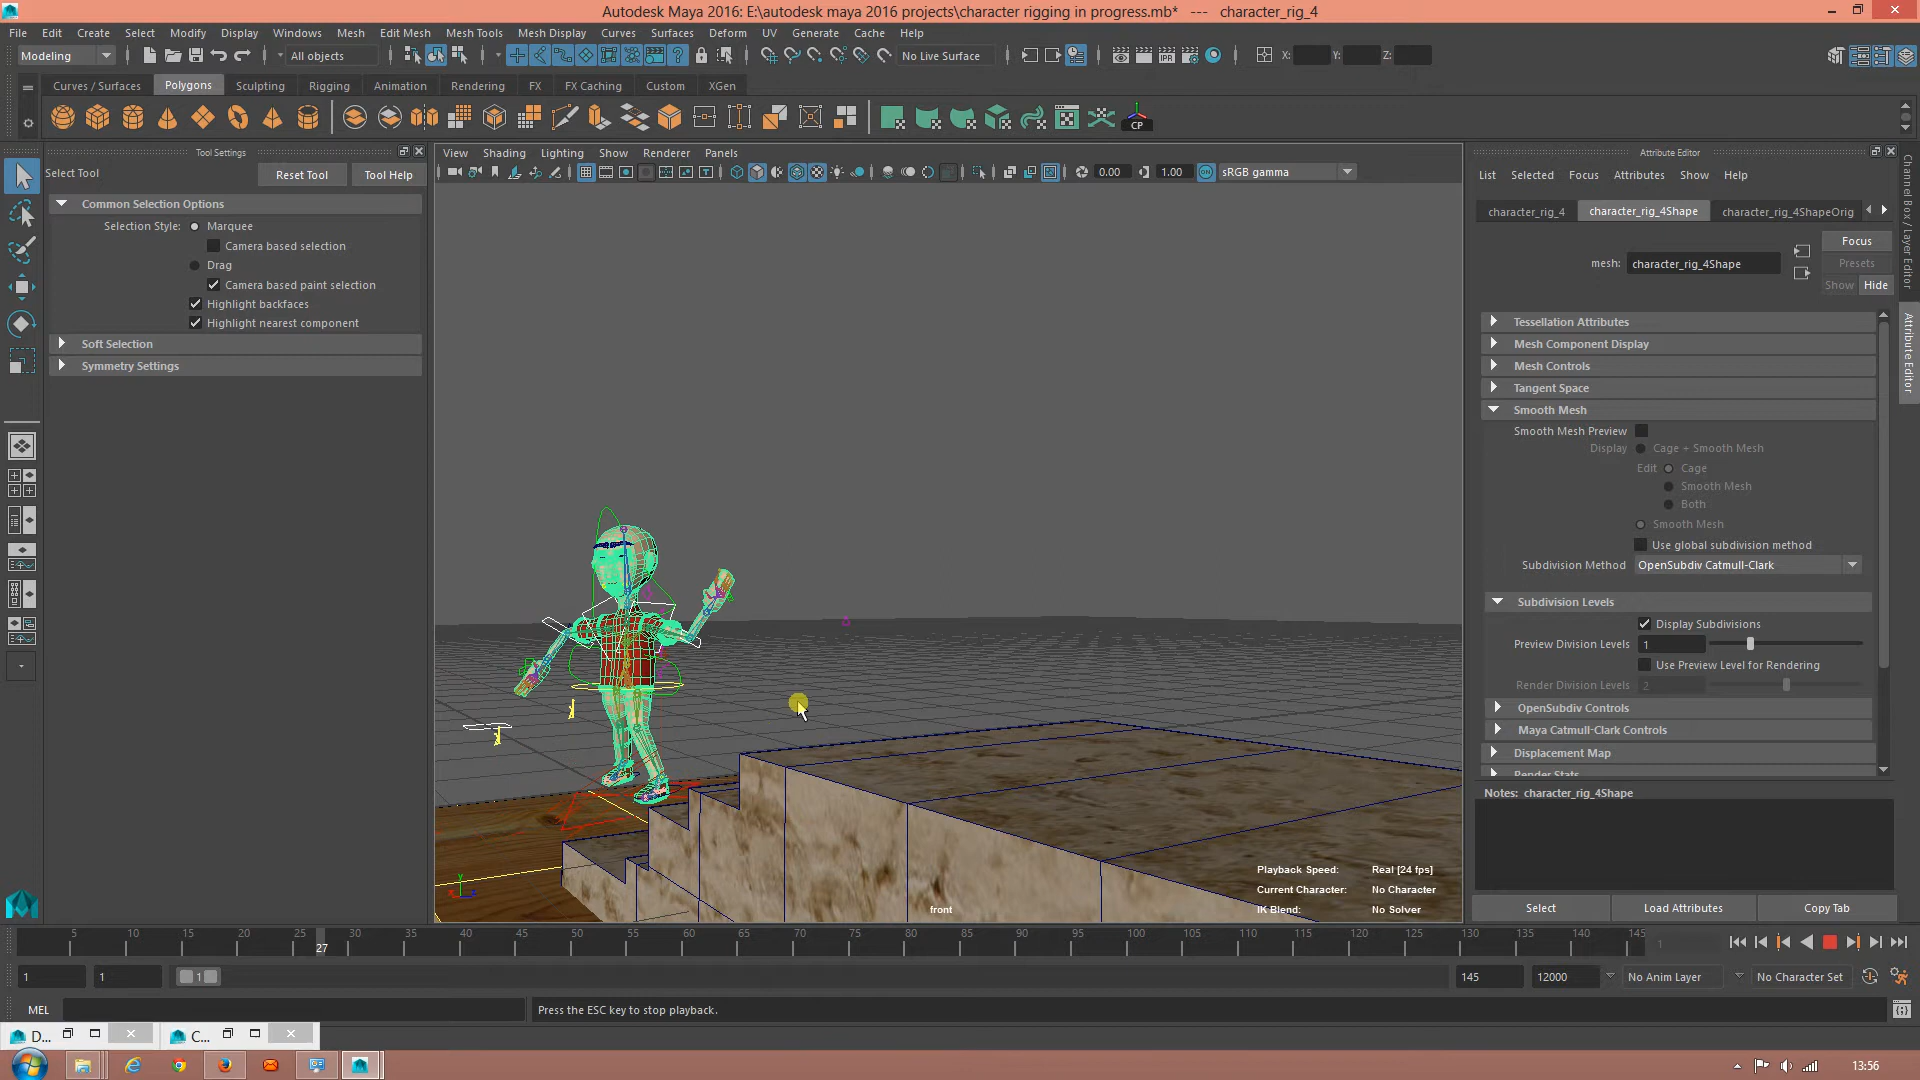 Autodesk Maya 2016: E:\autodesk maya 2016 projects\character rigging in progress.mb* --- character_rig_4
File Edit Create Select Modify Display Windows Mesh Edit Mesh Mesh Tools Mesh Display Curves Surfaces Deform UV Generate Cache Help
Modeling All objects No Live Surface IPR X: Y: Z:
Curves / Surfaces Polygons Sculpting Rigging Animation Rendering FX FX Caching Custom XGen
CP
Tool Settings
Select Tool Reset Tool Tool Help
Common Selection Options
Selection Style: Marquee
Camera based selection
Drag
Camera based paint selection
Highlight backfaces
Highlight nearest component
Soft Selection
Symmetry Settings
View Shading Lighting Show Renderer Panels
0.00 1.00 ON sRGB gamma
Playback Speed: Real [24 fps]
Current Character: No Character
IK Blend: No Solver
front
Attribute Editor
List Selected Focus Attributes Show Help
character_rig_4 character_rig_4Shape character_rig_4ShapeOrig
Focus
mesh: character_rig_4Shape
Presets
Show Hide
Tessellation Attributes
Mesh Component Display
Mesh Controls
Tangent Space
Smooth Mesh
Smooth Mesh Preview
Display Cage + Smooth Mesh
Edit Cage
Smooth Mesh
Both
Smooth Mesh
Use global subdivision method
Subdivision Method OpenSubdiv Catmull-Clark
Subdivision Levels
Display Subdivisions
Preview Division Levels 1
Use Preview Level for Rendering
Render Division Levels 2
OpenSubdiv Controls
Maya Catmull-Clark Controls
Displacement Map
Render Stats
Notes: character_rig_4Shape
Select Load Attributes Copy Tab
Channel Box / Layer Editor
Attribute Editor
5 10 15 20 25 27 30 35 40 45 50 55 60 65 70 75 80 85 90 95 100 105 110 115 120 125 130 135 140 145 1
1 1 1 145 12000 No Anim Layer No Character Set
MEL Press the ESC key to stop playback.
D... C...
13:56